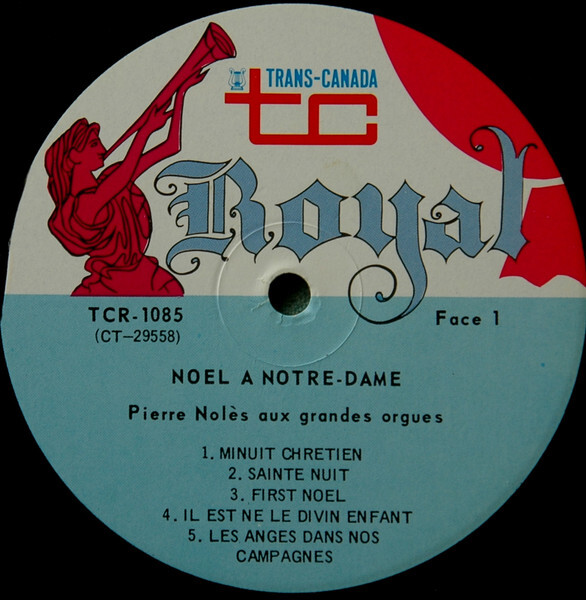 TRANS-CANADA
tc
Royal
TCR-1085
Face 1
(CT-29558)
NOEL A NOTRE-DAME
Pierre Nolès aux grandes orgues
1. MINUIT CHRETIEN
2. SAINTE NUIT
3. FIRST NOEL
4. IL EST NE LE DIVIN ENFANT
5. LES ANGES DANS NOS
CAMPAGNES